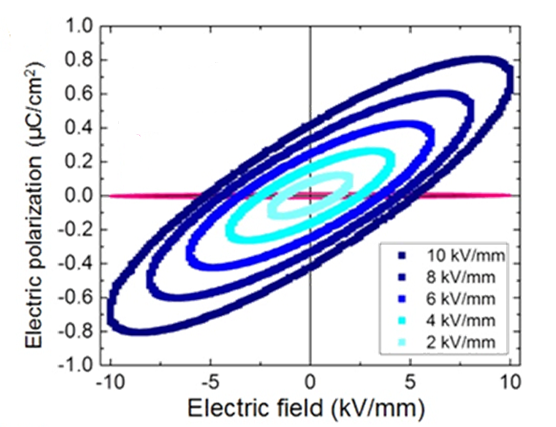 Electric polarization (μC/cm²)
1.0
0.8
0.6
0.4
0.2
0.0
-0.2
-0.4
-0.6
-0.8
-1.0
10 kV/mm
8 kV/mm
6 kV/mm
4 kV/mm
2 kV/mm
-10 -5 0 5 10
Electric field (kV/mm)